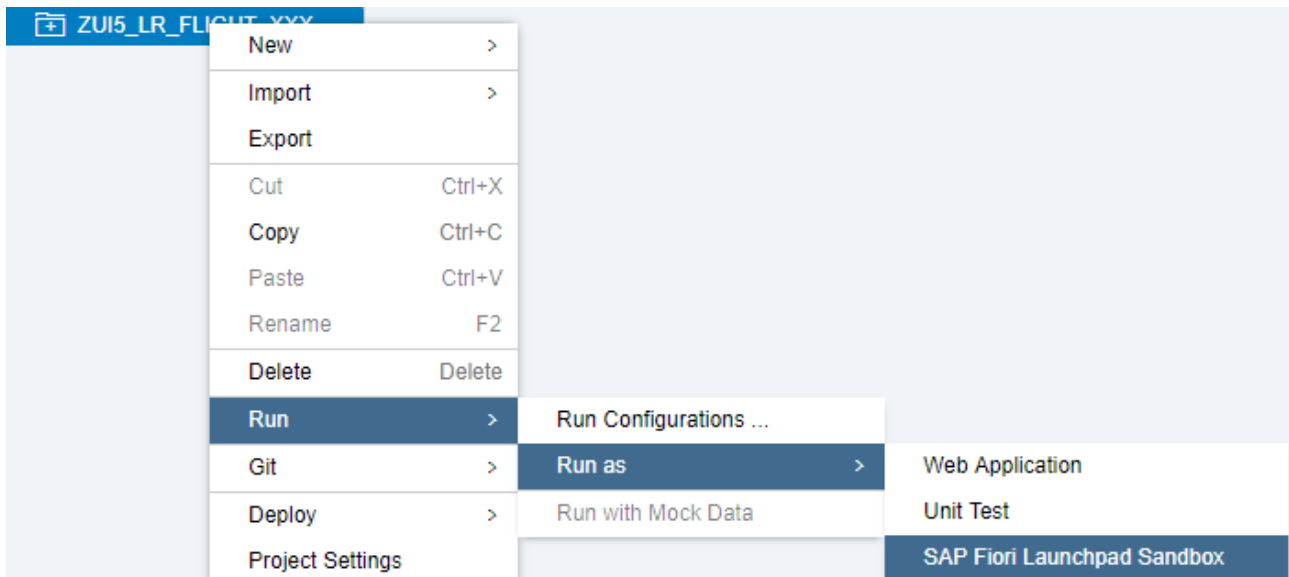 ZUI5_LR_FLIGHT_XXX
New >
Import >
Export
Cut Ctrl+X
Copy Ctrl+C
Paste Ctrl+V
Rename F2
Delete Delete
Run > Run Configurations ...
Git > Run as > Web Application
Deploy > Run with Mock Data Unit Test
Project Settings SAP Fiori Launchpad Sandbox